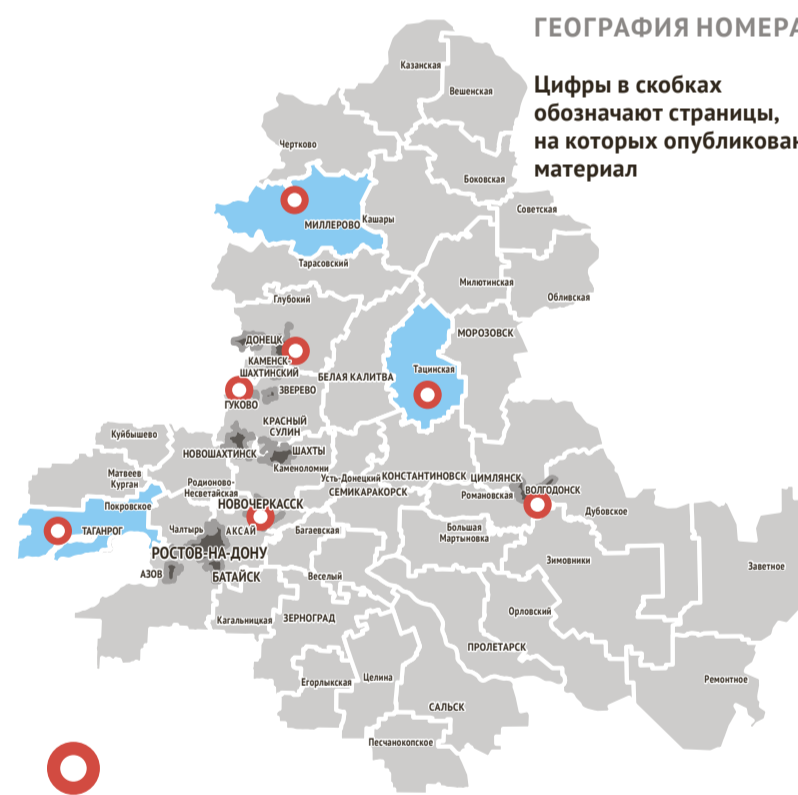 ГЕОГРАФИЯ НОМЕРА
Цифры в скобках
обозначают страницы,
на которых опубликован
материал
Казанская
Вешенская
Чертково
Боковская
Советская
МИЛЛЕРОВО
Кашары
Тарасовский
Милютинская
Обливская
Глубокий
ДОНЕЦК
МОРОЗОВСК
КАМЕНСК-
ШАХТИНСКИЙ
БЕЛАЯ КАЛИТВА
Тацинская
ЗВЕРЕВО
ГУКОВО
КРАСНЫЙ
СУЛИН
Куйбышево
НОВОШАХТИНСК
ШАХТЫ
Каменоломни
Матвеев
Курган
Родионово-
Несветайская
Усть-Донецкий
КОНСТАНТИНОВСК
ЦИМЛЯНСК
СЕМИКАРАКОРСК
Романовская
ВОЛГОДОНСК
Покровское
НОВОЧЕРКАССК
Дубовское
ТАГАНРОГ
Чалтырь
АКСАЙ
Багаевская
Большая
Мартыновка
РОСТОВ-НА-ДОНУ
Зимовники
Заветное
АЗОВ
БАТАЙСК
Веселый
Кагальницкая
ЗЕРНОГРАД
Орловский
ПРОЛЕТАРСК
Егорлыкская
Целина
Ремонтное
САЛЬСК
Песчанокопское